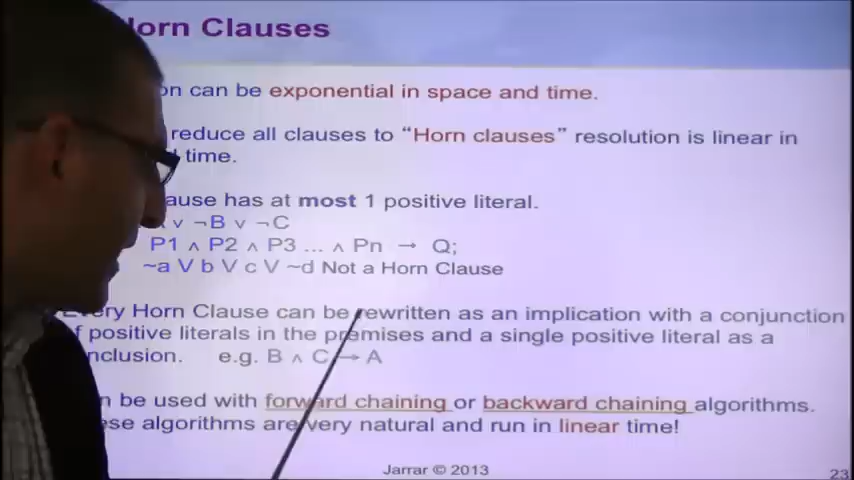 orn Clauses
on can be exponential in space and time.
reduce all clauses to “Horn clauses” resolution is linear in
time.
ause has at most 1 positive literal.
v ¬B v ¬C
P1 ∧ P2 ∧ P3 ... ∧ Pn → Q;
~a V b V c V ~d Not a Horn Clause
ery Horn Clause can be rewritten as an implication with a conjunction
f positive literals in the premises and a single positive literal as a
nclusion. e.g. B ∧ C → A
n be used with forward chaining or backward chaining algorithms.
ese algorithms are very natural and run in linear time!
Jarrar © 2013
23